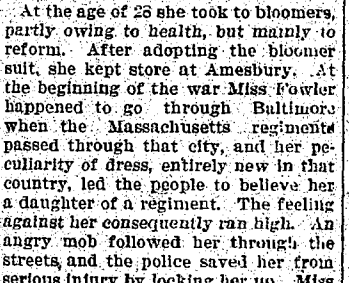 At the age of 28 she took to bloomers,
partly owing to health, but mainly to
reform. After adopting the bloomer
suit, she kept store at Amesbury. At
the beginning of the war Miss Fowler
happened to go through Baltimore
when the Massachusetts regiments
passed through that city, and her pe-
culiarity of dress, entirely new in that
country, led the people to believe her
a daughter of a regiment. The feeling
against her consequently ran high. An
angry mob followed her through the
streets, and the police saved her from
serious injury by locking her up. Miss